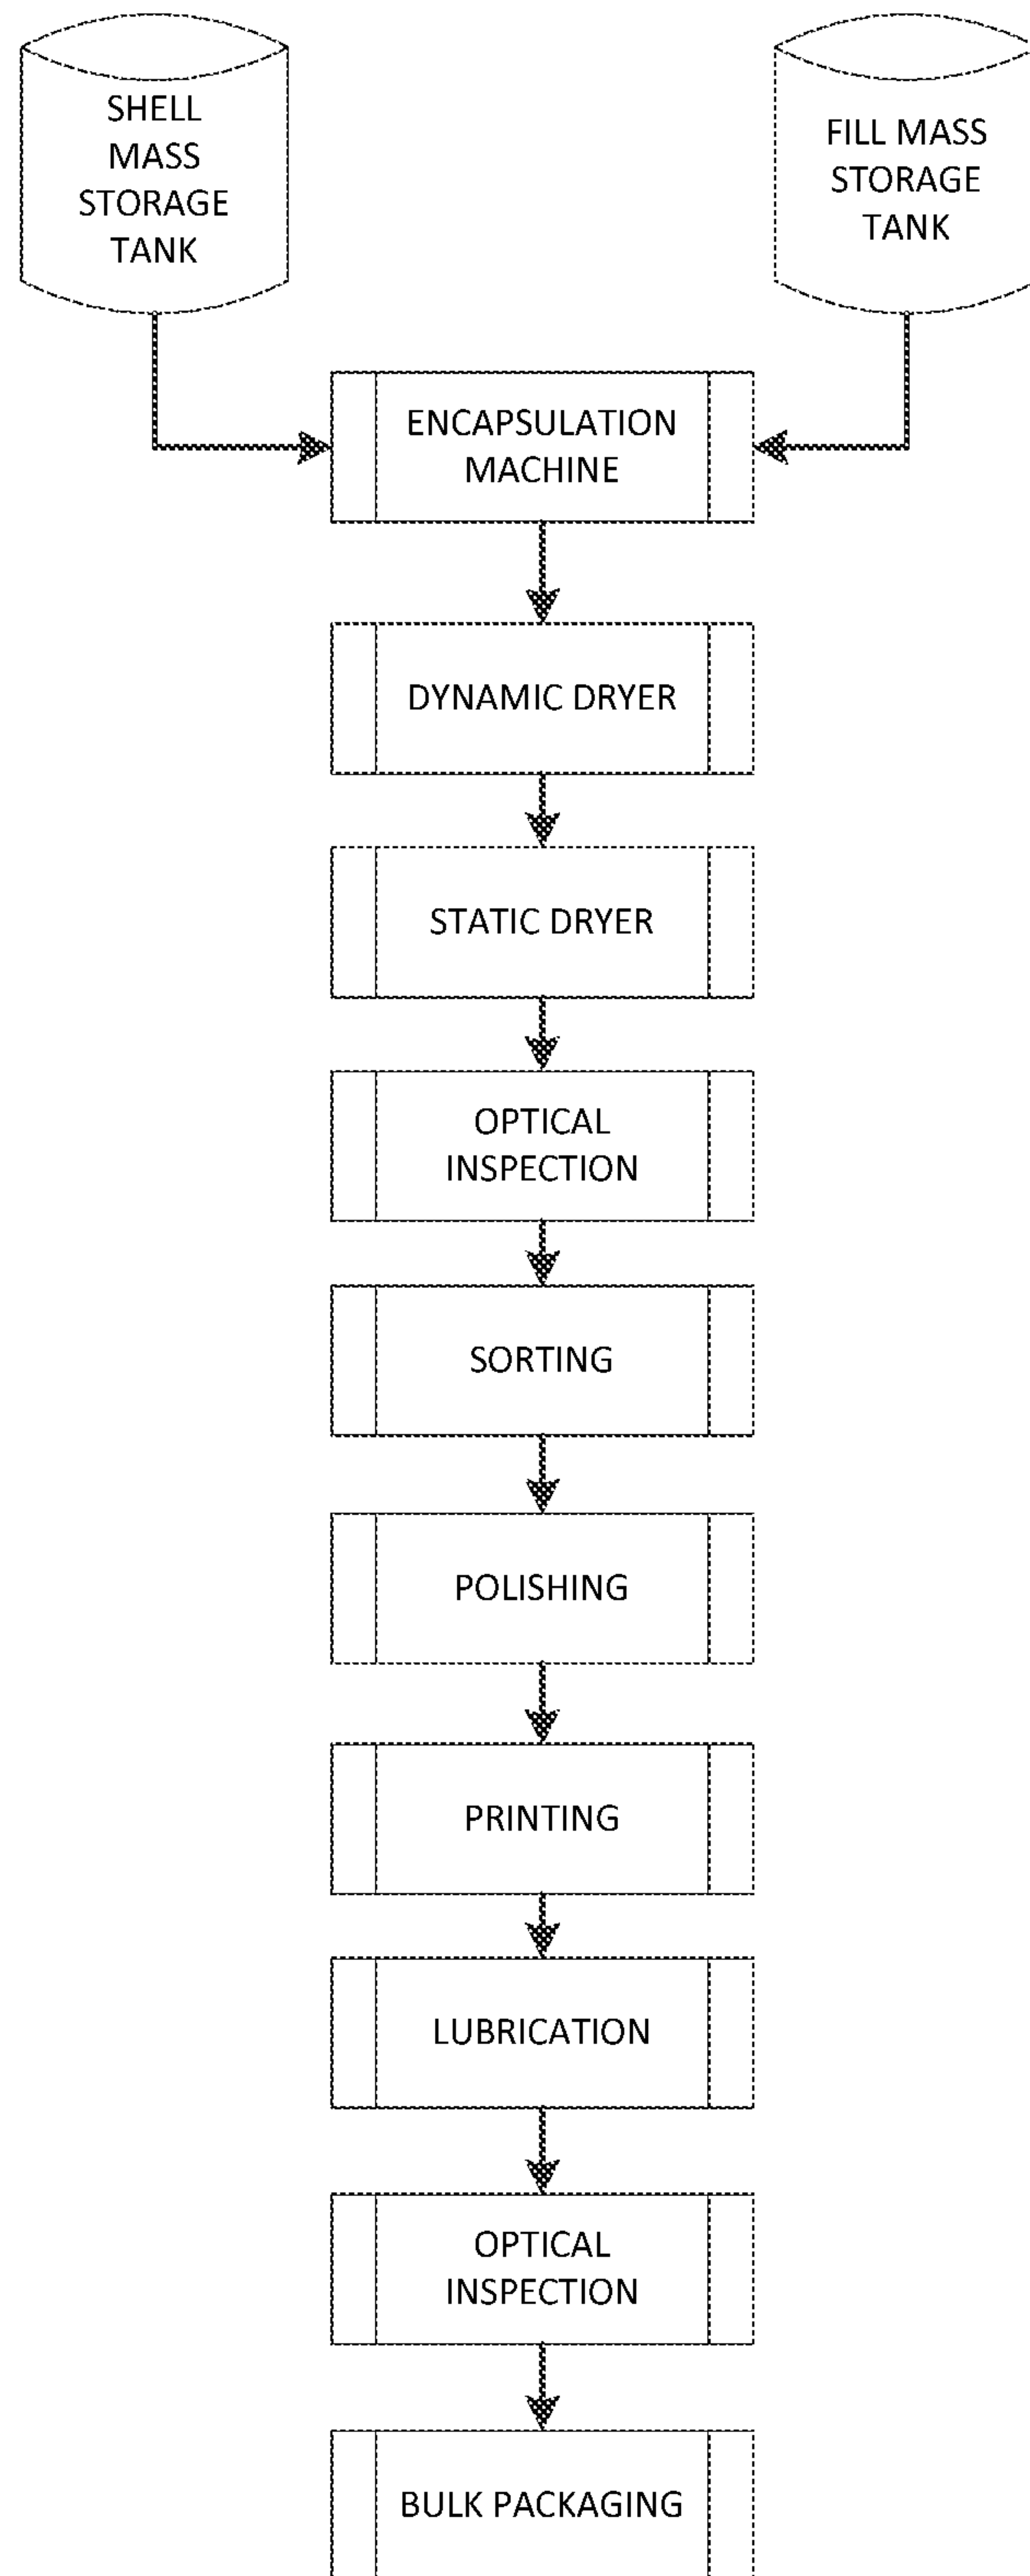 SHELL
MASS
STORAGE
TANK
FILL MASS
STORAGE
TANK
ENCAPSULATION
MACHINE
DYNAMIC DRYER
STATIC DRYER
OPTICAL
INSPECTION
SORTING
POLISHING
PRINTING
LUBRICATION
OPTICAL
INSPECTION
BULK PACKAGING